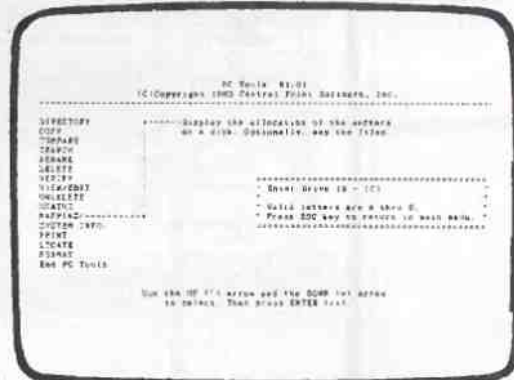 PC Tools R1.01
(C)Copyright 1985 Central Point Software, Inc.
DIRECTORY
Display the allocation of the sectors
COPY
on a disk. Optionally, map the files.
COMPARE
SEARCH
RENAME
DELETE
VERIFY
VIEW/EDIT
Enter Drive
UNDELETE
STATUS
Valid letters are A thru
MAPPING
Press ESC key to return to main menu.
SYSTEM INFO.
PRINT
LOCATE
FORMAT
End PC Tools
Use the UP arrow and the DOWN arrow
to select. Then press ENTER